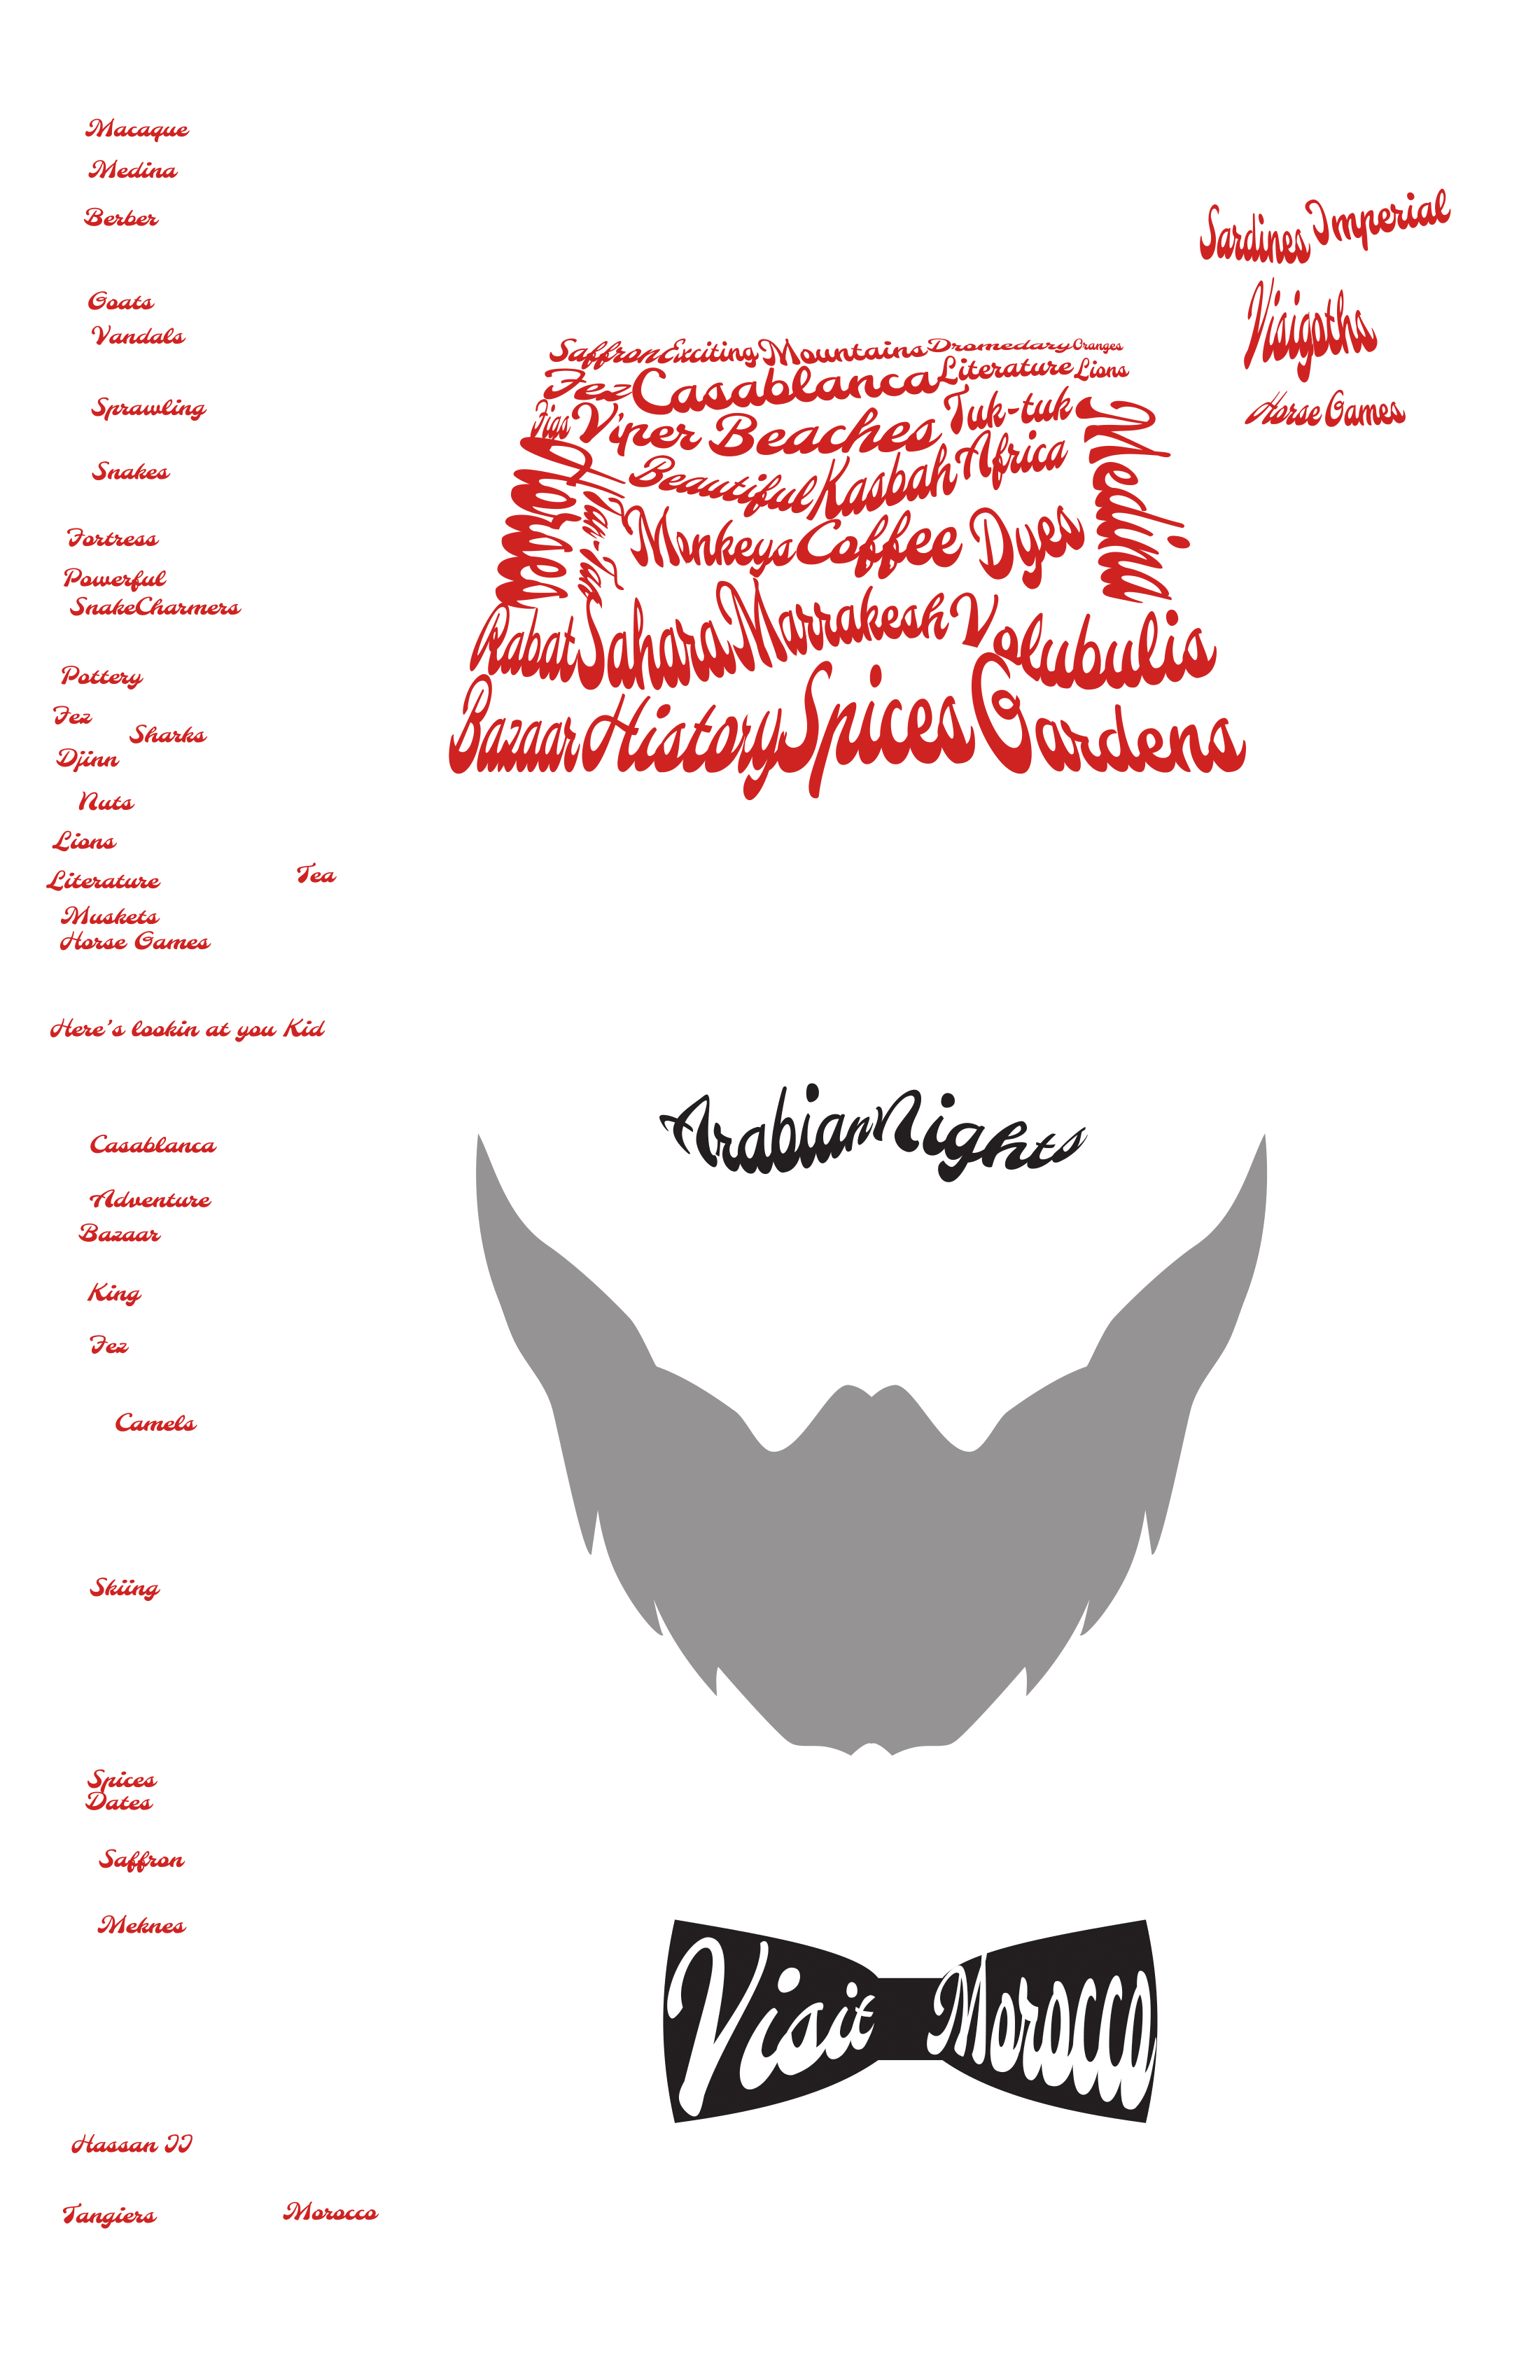 Macaque
Medina
Berber
Goats
Vandals
Sprawling
Snakes
Fortress
Powerful
SnakeCharmers
Pottery
Fez
Sharks
Djinn
Nuts
Lions
Literature
Tea
Muskets
Horse Games
Here's lookin at you Kid
Casablanca
Adventure
Bazaar
King
Fez
Camels
Skiing
Spices
Dates
Saffron
Meknes
Hassan II
Tangiers
Morocco
Saffron Exciting Mountains Dromedary Oranges
Fez Casablanca Literature Lions
Figs Viper Beaches Tuk-tuk
Beautiful Kasbah Africa
Medina
Monkeys Coffee Dyes
Rabat Sahara Marrakesh Volubulis
Bazaar History Spices Gardens
Sardines Imperial
Visigoths
Horse Games
Arabian Nights
Visit Morocco